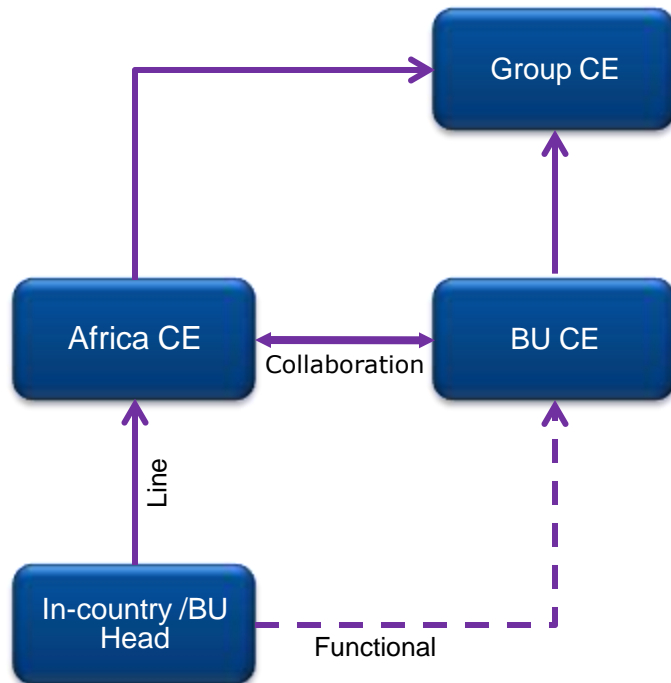 Group CE
Africa CE
BU CE
Collaboration
Line
In-country /BU
Head
Functional